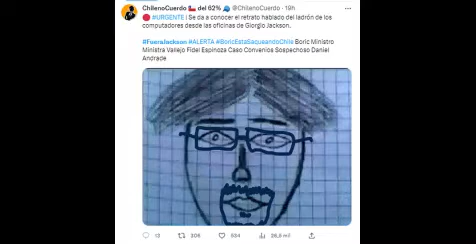 ChilenoCuerdo 🇨🇱 del 62% @ChilenoCuerdo · 19h
🔴 #URGENTE | Se da a conocer el retrato hablado del ladrón de los
computadores desde las oficinas de Giorgio Jackson.
#FueraJackson #ALERTA #BoricEstaSaqueandoChile Boric Ministro
Ministra Vallejo Fidel Espinoza Caso Convenios Sospechoso Daniel
Andrade
13 206 534 26,5 mil